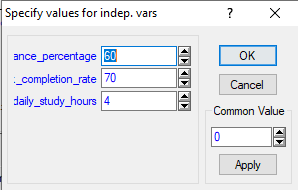 Specify values for indep. vars
ance_percentage 60
_completion_rate 70
daily_study_hours 4
OK
Cancel
Common Value
0
Apply